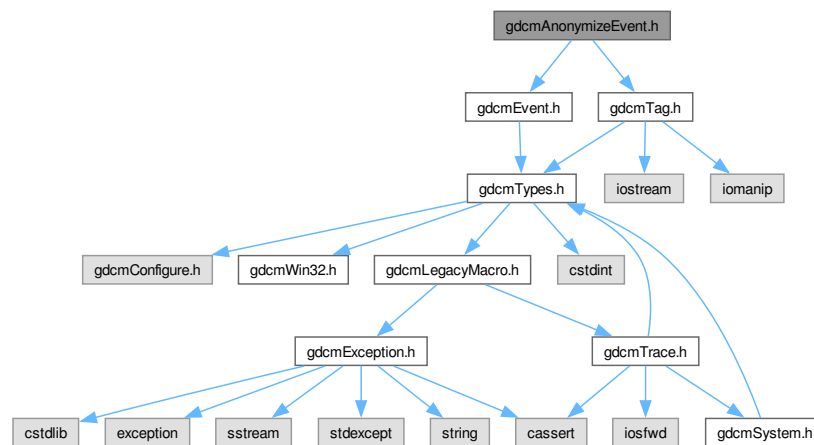 gdcmAnonymizeEvent.h
gdcmEvent.h
gdcmTag.h
gdcmTypes.h
iostream
iomanip
gdcmConfigure.h
gdcmWin32.h
gdcmLegacyMacro.h
cstdint
gdcmException.h
gdcmTrace.h
cstdlib
exception
sstream
stdexcept
string
cassert
iosfwd
gdcmSystem.h